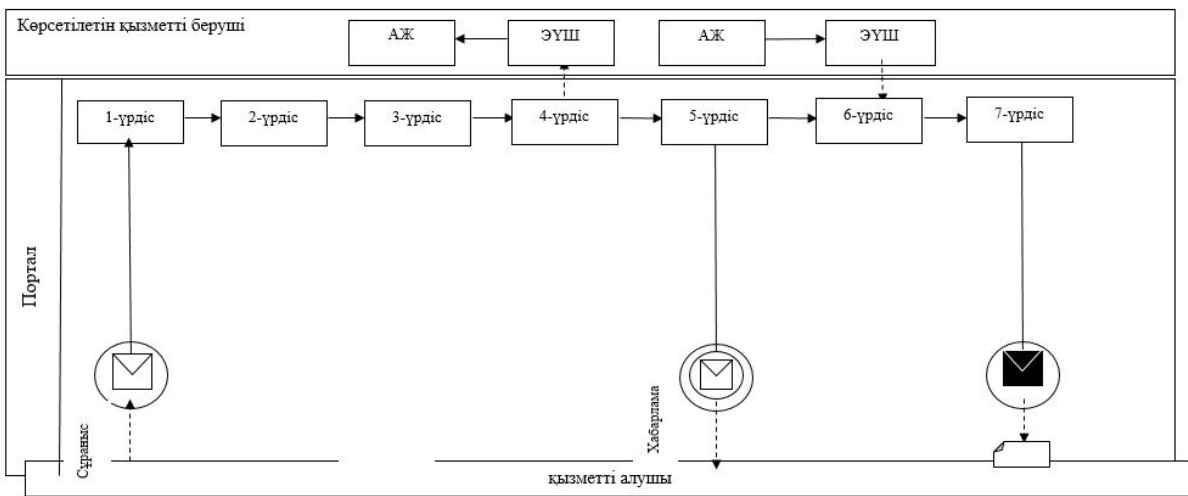 Көрсетілетін қызметті беруші
АЖ
ЭҮШ
АЖ
ЭҮШ
1-үрдіс
2-үрдіс
3-үрдіс
4-үрдіс
5-үрдіс
6-үрдіс
7-үрдіс
Портал
Сұраныс
Хабарлама
қызметті алушы